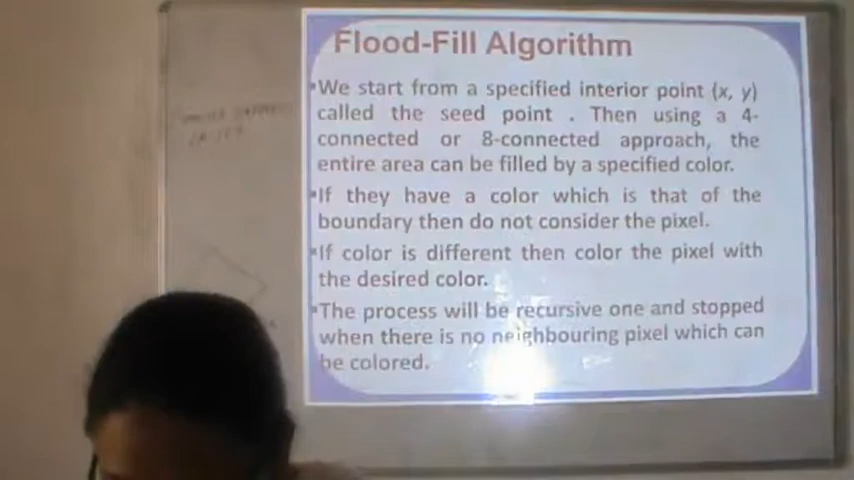 Flood-Fill Algorithm
We start from a specified interior point (x, y)
called the seed point . Then using a 4-
connected or 8-connected approach, the
entire area can be filled by a specified color.
If they have a color which is that of the
boundary then do not consider the pixel.
If color is different then color the pixel with
the desired color.
The process will be recursive one and stopped
when there is no neighbouring pixel which can
be colored.